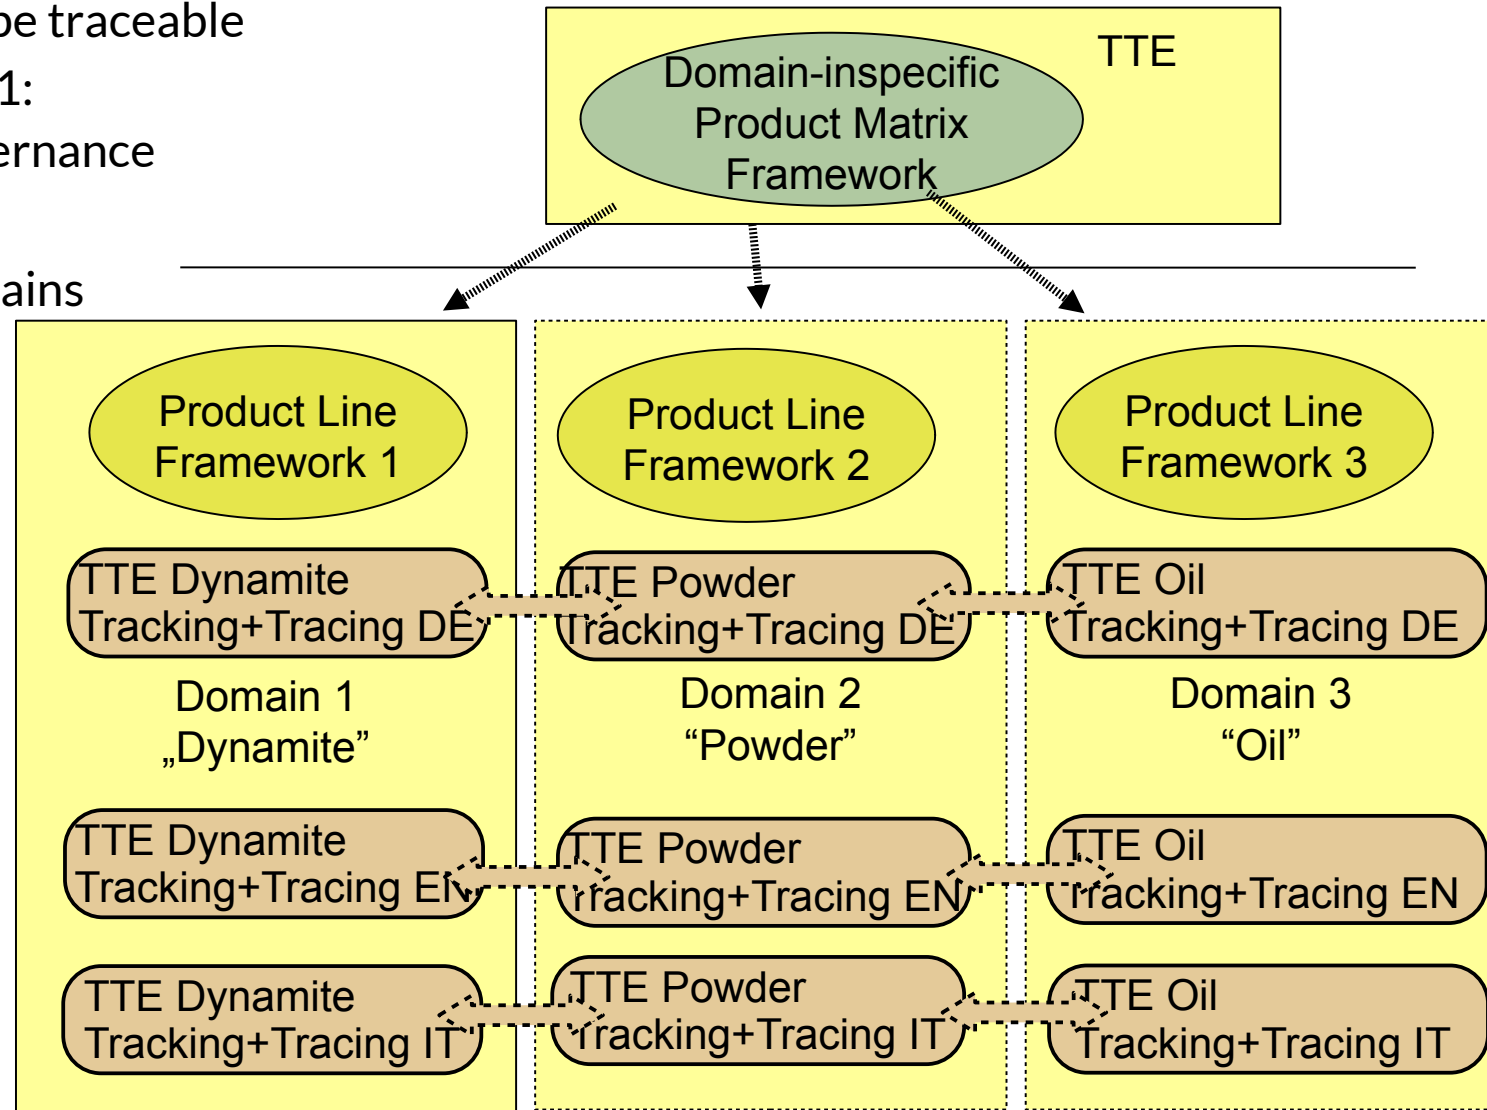 be traceable
1:
ernance
ains
TTE
Domain-inspecific
Product Matrix
Framework
Product Line
Framework 1
Product Line
Framework 2
Product Line
Framework 3
TTE Dynamite
Tracking+Tracing DE
TTE Powder
Tracking+Tracing DE
TTE Oil
Tracking+Tracing DE
Domain 1
„Dynamite”
Domain 2
“Powder”
Domain 3
“Oil”
TTE Dynamite
Tracking+Tracing EN
TTE Powder
Tracking+Tracing EN
TTE Oil
Tracking+Tracing EN
TTE Dynamite
Tracking+Tracing IT
TTE Powder
Tracking+Tracing IT
TTE Oil
Tracking+Tracing IT